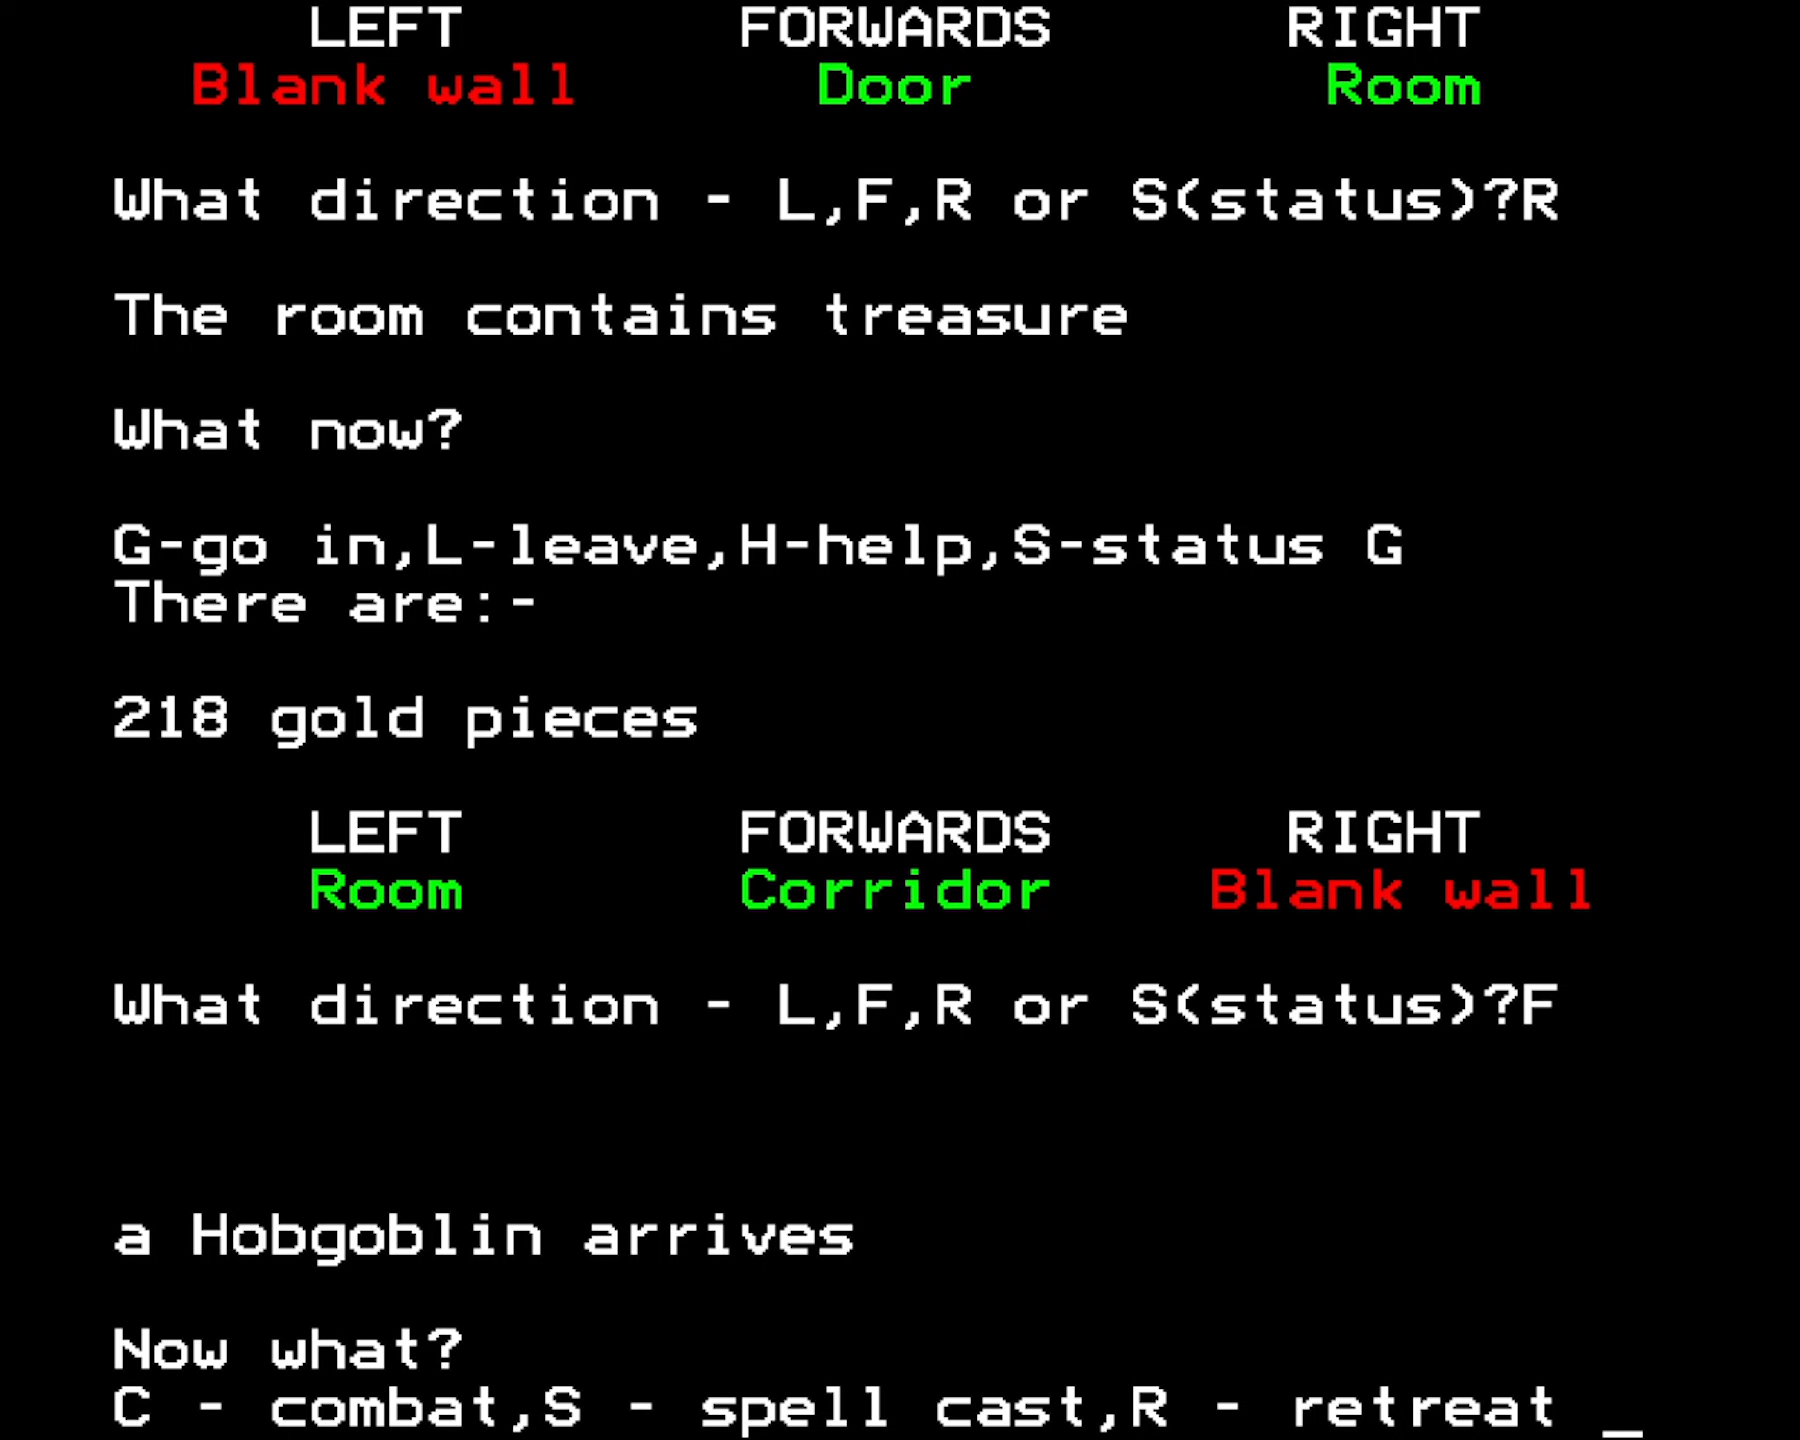 LEFT FORWARDS RIGHT
Blank wall Door Room
What direction - L,F,R or S(status)?R
The room contains treasure
What now?
G-go in,L-leave,H-help,S-status G
There are:-
218 gold pieces
LEFT FORWARDS RIGHT
Room Corridor Blank wall
What direction - L,F,R or S(status)?F
a Hobgoblin arrives
Now what?
C - combat,S - spell cast,R - retreat _